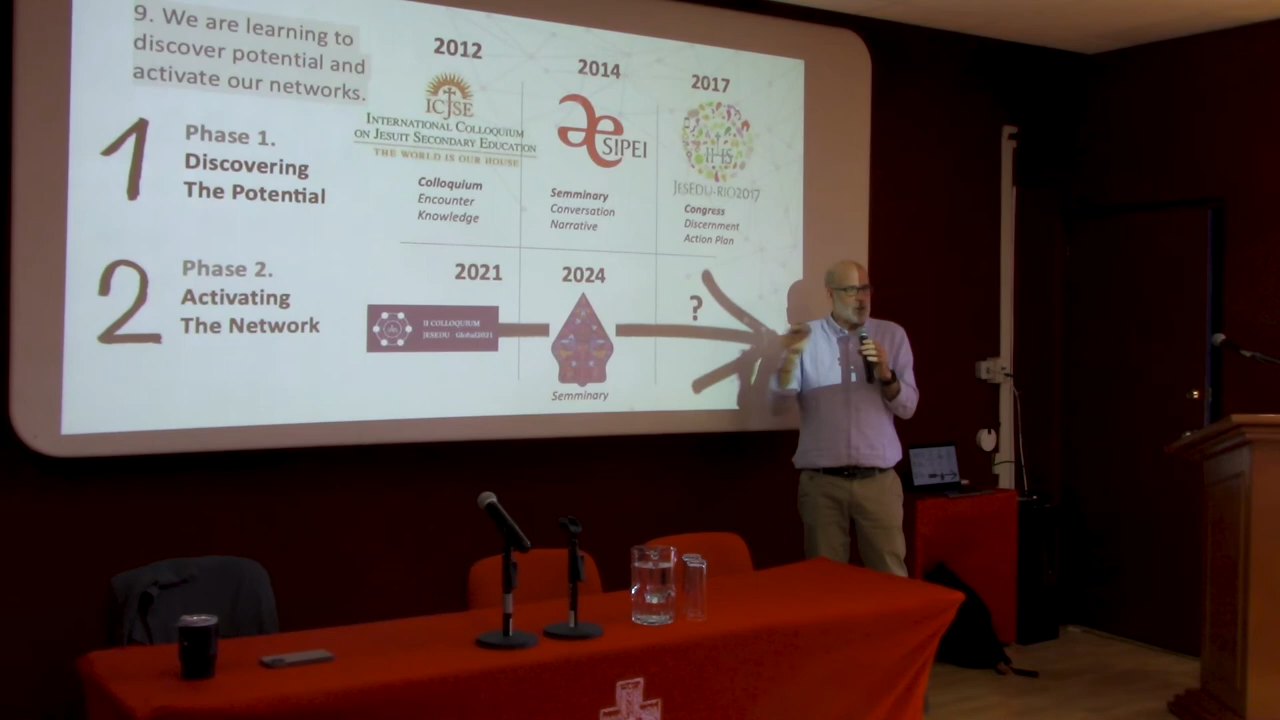 9. We are learning to
discover potential and
activate our networks.
1
Phase 1.
Discovering
The Potential
2012
ICJSE
INTERNATIONAL COLLOQUIUM
ON JESUIT SECONDARY EDUCATION
THE WORLD IS OUR HOUSE
Colloquium
Encounter
Knowledge
2014
SIPEI
Semminary
Conversation
Narrative
2017
IHS
JESEDU-RIO2017
Congress
Discernment
Action Plan
2
Phase 2.
Activating
The Network
2021
II COLLOQUIUM
JESEDU - Global2021
2024
Semminary
?